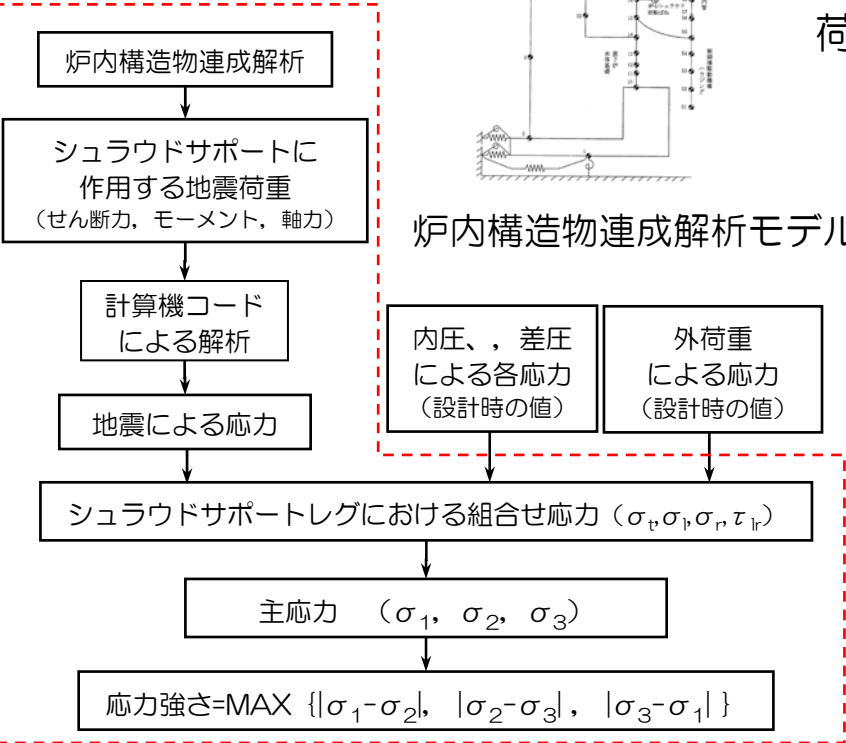 荷
炉内構造物連成解析
シュラウドサポートに
作用する地震荷重
(せん断力，モーメント，軸力)
炉内構造物連成解析モデル
計算機コード
による解析
内圧、，差圧
による各応力
(設計時の値)
外荷重
による応力
(設計時の値)
地震による応力
シュラウドサポートレグにおける組合せ応力（σt,σl,σr,τlr）
主応力　（σ1，σ2，σ3）
応力強さ=MAX {|σ1-σ2|，|σ2-σ3|，|σ3-σ1|}